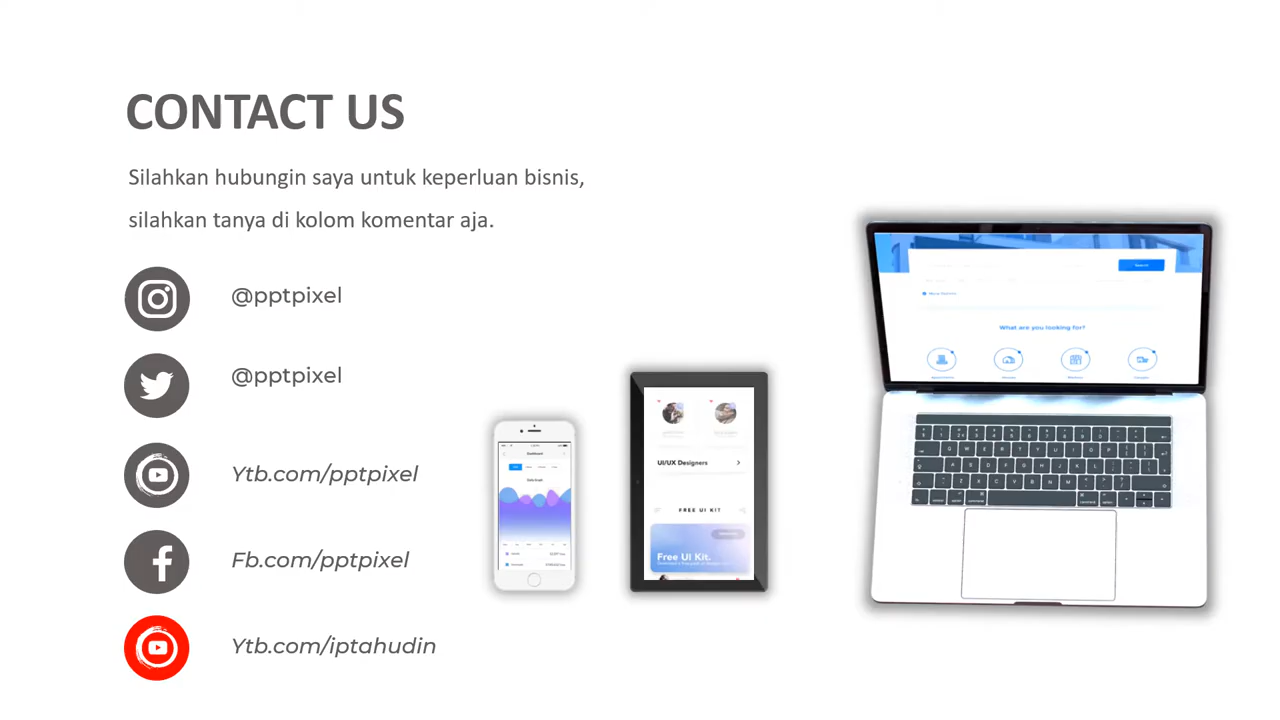 CONTACT US
Silahkan hubungin saya untuk keperluan bisnis,
silahkan tanya di kolom komentar aja.
@pptpixel
@pptpixel
Ytb.com/pptpixel
Fb.com/pptpixel
Ytb.com/iptahudin
Dashboard
UI/UX Designers
FREE UI KIT
Free UI Kit.
What are you looking for?